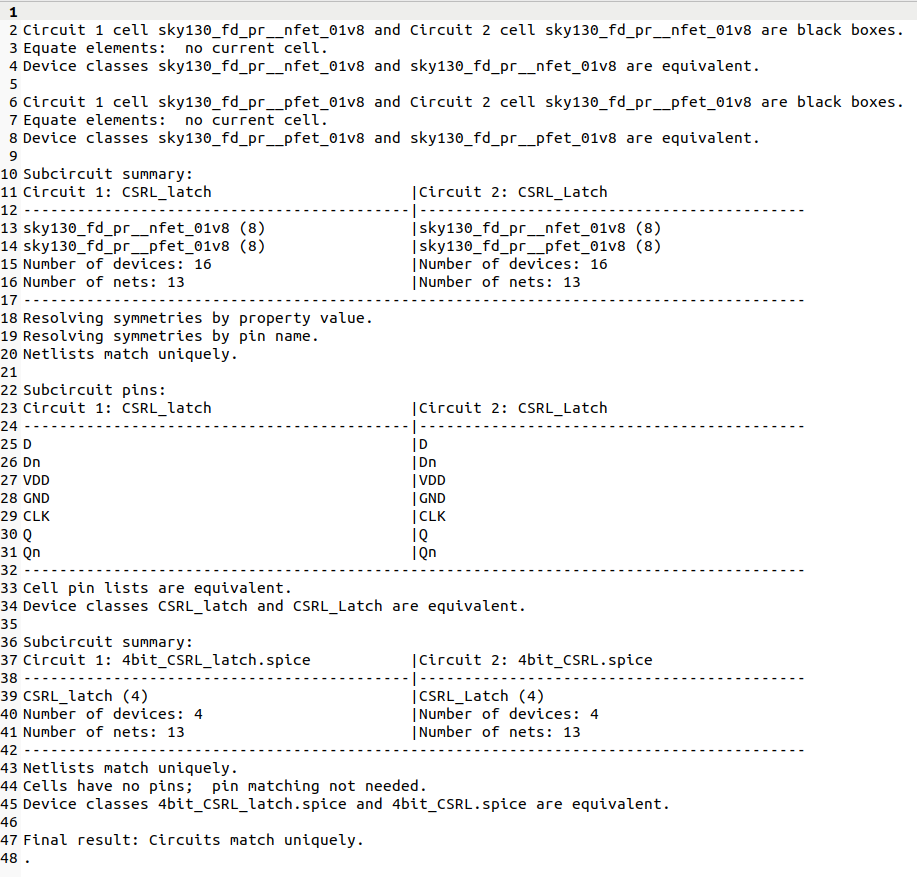 1
2 Circuit 1 cell sky130_fd_pr__nfet_01v8 and Circuit 2 cell sky130_fd_pr__nfet_01v8 are black boxes.
3 Equate elements:  no current cell.
4 Device classes sky130_fd_pr__nfet_01v8 and sky130_fd_pr__nfet_01v8 are equivalent.
5
6 Circuit 1 cell sky130_fd_pr__pfet_01v8 and Circuit 2 cell sky130_fd_pr__pfet_01v8 are black boxes.
7 Equate elements:  no current cell.
8 Device classes sky130_fd_pr__pfet_01v8 and sky130_fd_pr__pfet_01v8 are equivalent.
9
10 Subcircuit summary:
11 Circuit 1: CSRL_latch                      |Circuit 2: CSRL_Latch
12 -------------------------------------------|-------------------------------------------
13 sky130_fd_pr__nfet_01v8 (8)                |sky130_fd_pr__nfet_01v8 (8)
14 sky130_fd_pr__pfet_01v8 (8)                |sky130_fd_pr__pfet_01v8 (8)
15 Number of devices: 16                      |Number of devices: 16
16 Number of nets: 13                         |Number of nets: 13
17 ---------------------------------------------------------------------------------------
18 Resolving symmetries by property value.
19 Resolving symmetries by pin name.
20 Netlists match uniquely.
21
22 Subcircuit pins:
23 Circuit 1: CSRL_latch                      |Circuit 2: CSRL_Latch
24 -------------------------------------------|-------------------------------------------
25 D                                          |D
26 Dn                                         |Dn
27 VDD                                        |VDD
28 GND                                        |GND
29 CLK                                        |CLK
30 Q                                          |Q
31 Qn                                         |Qn
32 ---------------------------------------------------------------------------------------
33 Cell pin lists are equivalent.
34 Device classes CSRL_latch and CSRL_Latch are equivalent.
35
36 Subcircuit summary:
37 Circuit 1: 4bit_CSRL_latch.spice           |Circuit 2: 4bit_CSRL.spice
38 -------------------------------------------|-------------------------------------------
39 CSRL_latch (4)                             |CSRL_Latch (4)
40 Number of devices: 4                       |Number of devices: 4
41 Number of nets: 13                         |Number of nets: 13
42 ---------------------------------------------------------------------------------------
43 Netlists match uniquely.
44 Cells have no pins;  pin matching not needed.
45 Device classes 4bit_CSRL_latch.spice and 4bit_CSRL.spice are equivalent.
46
47 Final result: Circuits match uniquely.
48 .